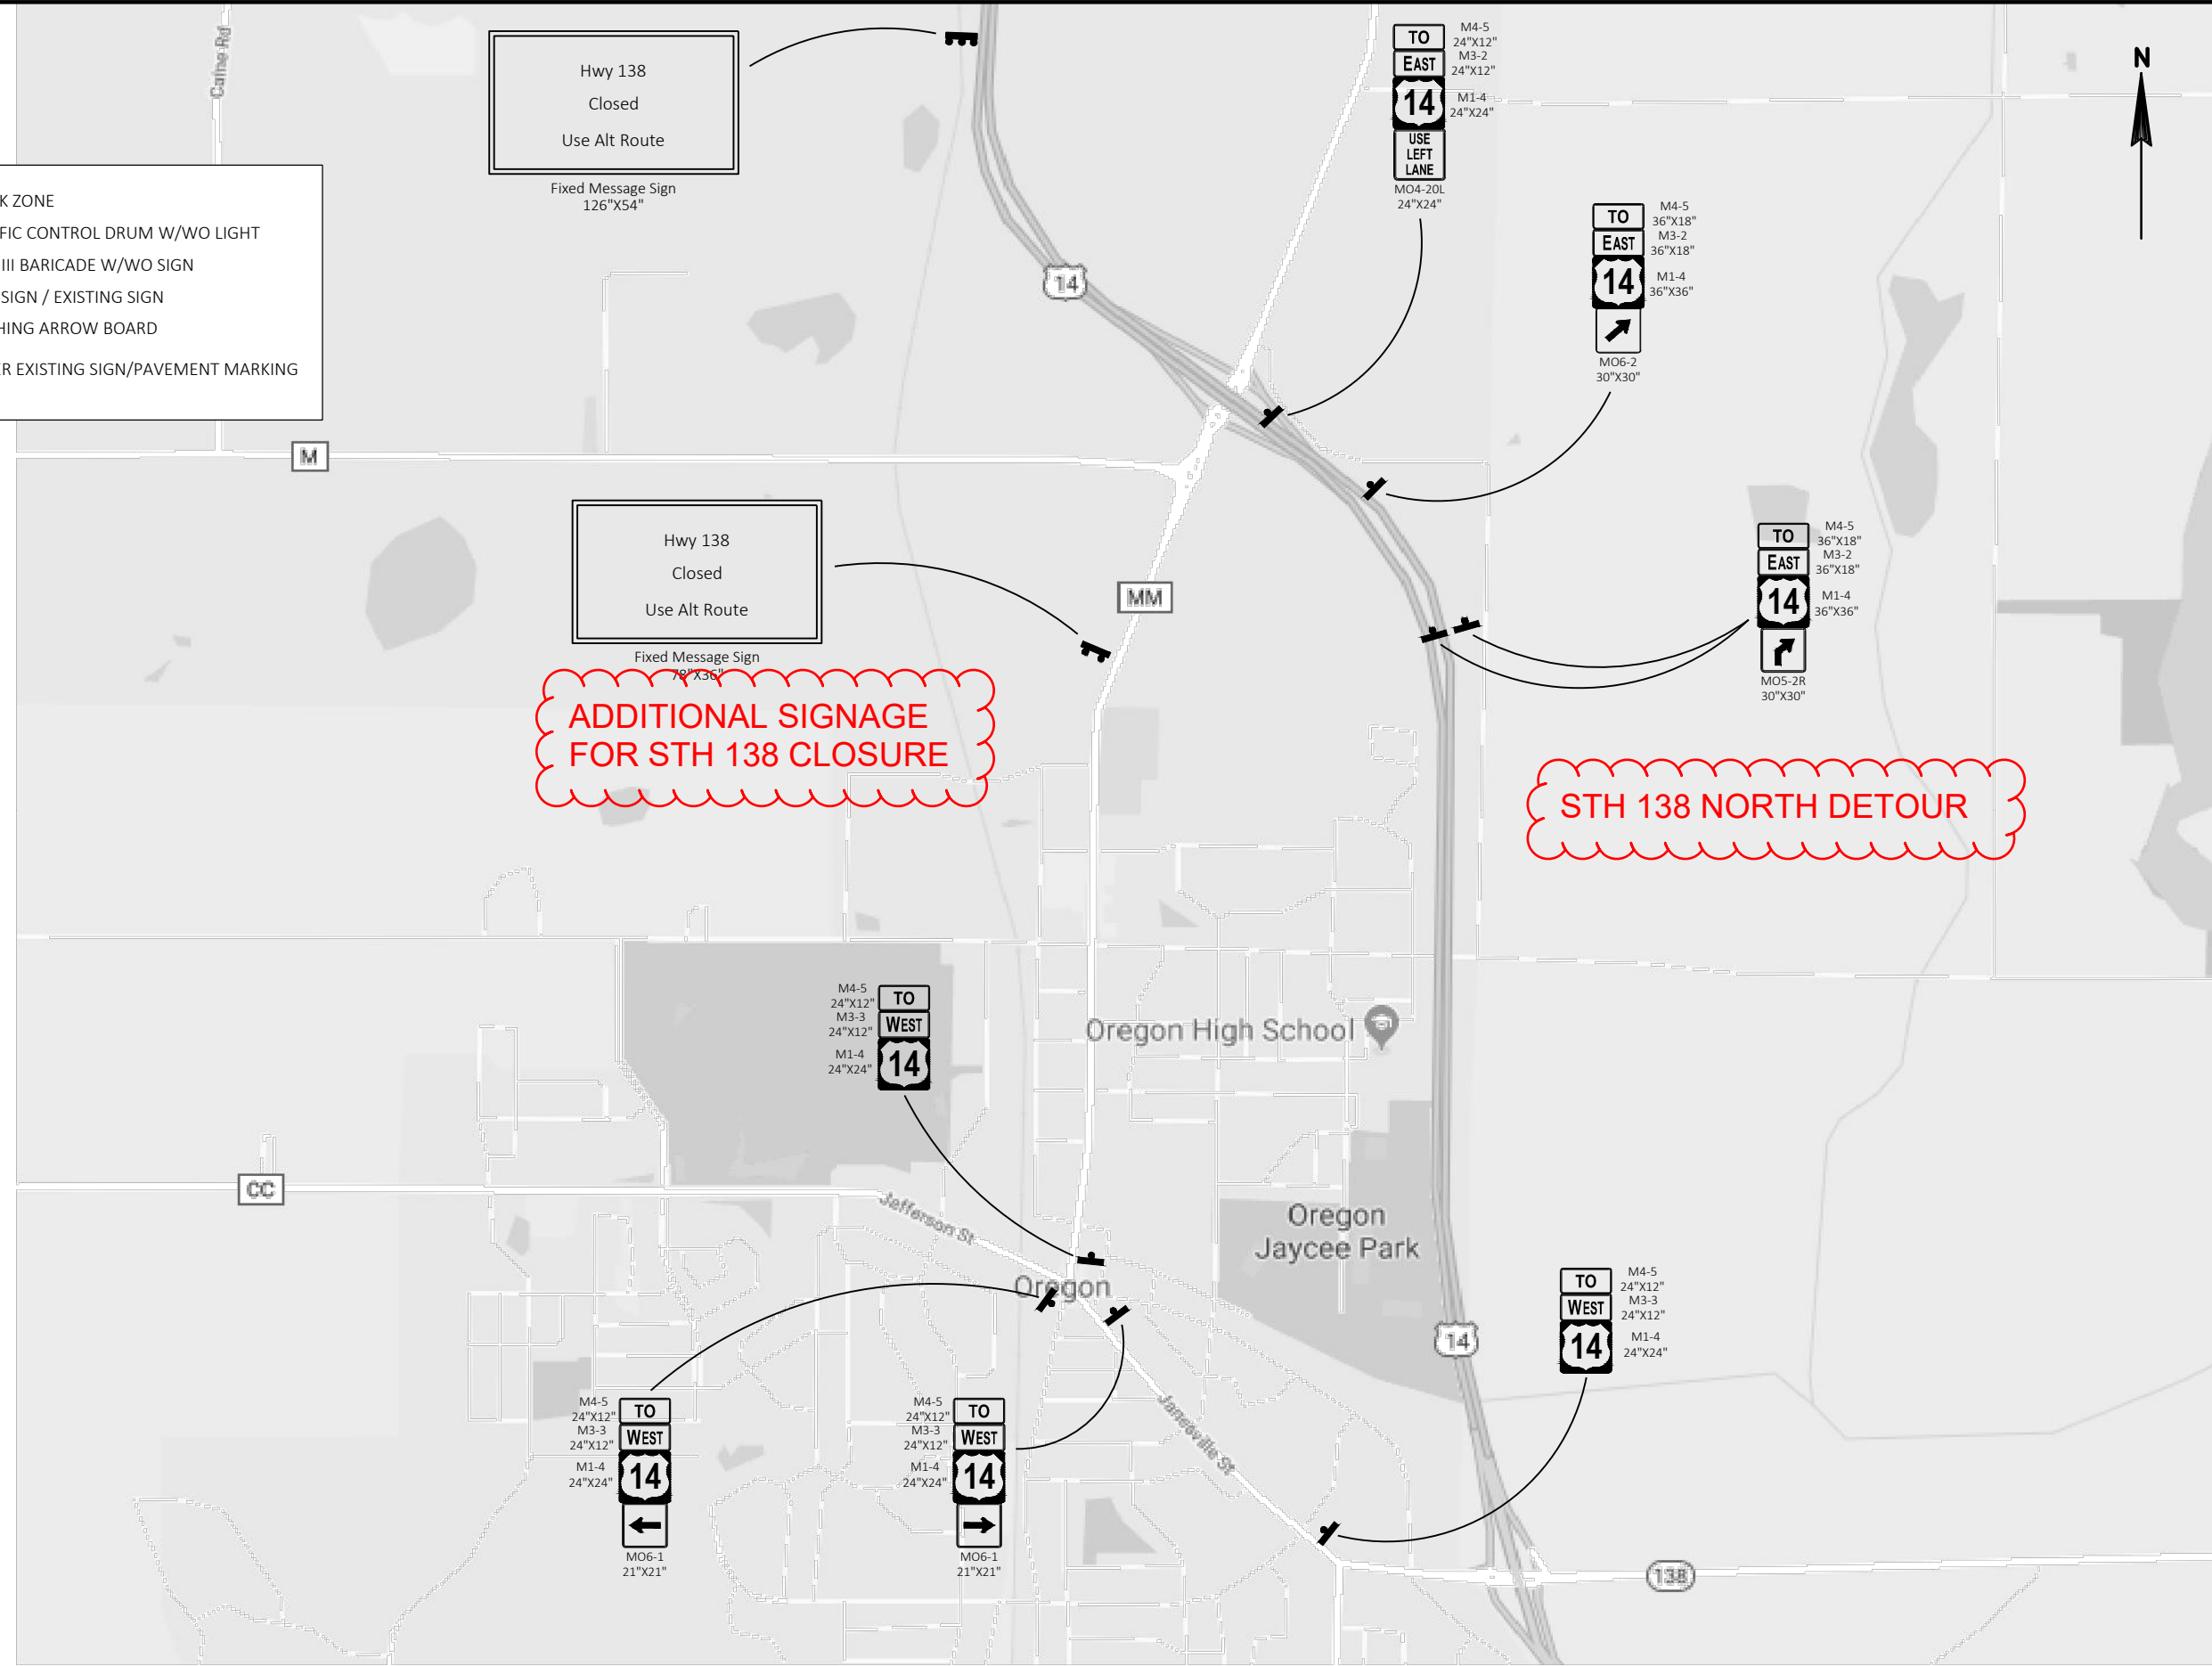 Caine Rd
Hwy 138
Closed
Use Alt Route
Fixed Message Sign
126"X54"
TO
EAST
14
USE
LEFT
LANE
M4-5
24"X12"
M3-2
24"X12"
M1-4
24"X24"
MO4-20L
24"X24"
N
K ZONE
FIC CONTROL DRUM W/WO LIGHT
III BARICADE W/WO SIGN
SIGN / EXISTING SIGN
HING ARROW BOARD
R EXISTING SIGN/PAVEMENT MARKING
14
TO
EAST
14
M4-5
36"X18"
M3-2
36"X18"
M1-4
36"X36"
MO6-2
30"X30"
M
Hwy 138
Closed
Use Alt Route
Fixed Message Sign
78"X36"
MM
TO
EAST
14
M4-5
36"X18"
M3-2
36"X18"
M1-4
36"X36"
MO5-2R
30"X30"
ADDITIONAL SIGNAGE
FOR STH 138 CLOSURE
STH 138 NORTH DETOUR
M4-5
24"X12"
M3-3
24"X12"
M1-4
24"X24"
TO
WEST
14
Oregon High School
CC
Jefferson St
Oregon
Jaycee Park
Oregon
14
TO
WEST
14
M4-5
24"X12"
M3-3
24"X12"
M1-4
24"X24"
M4-5
24"X12"
M3-3
24"X12"
M1-4
24"X24"
TO
WEST
14
MO6-1
21"X21"
M4-5
24"X12"
M3-3
24"X12"
M1-4
24"X24"
TO
WEST
14
MO6-1
21"X21"
Janesville St
138